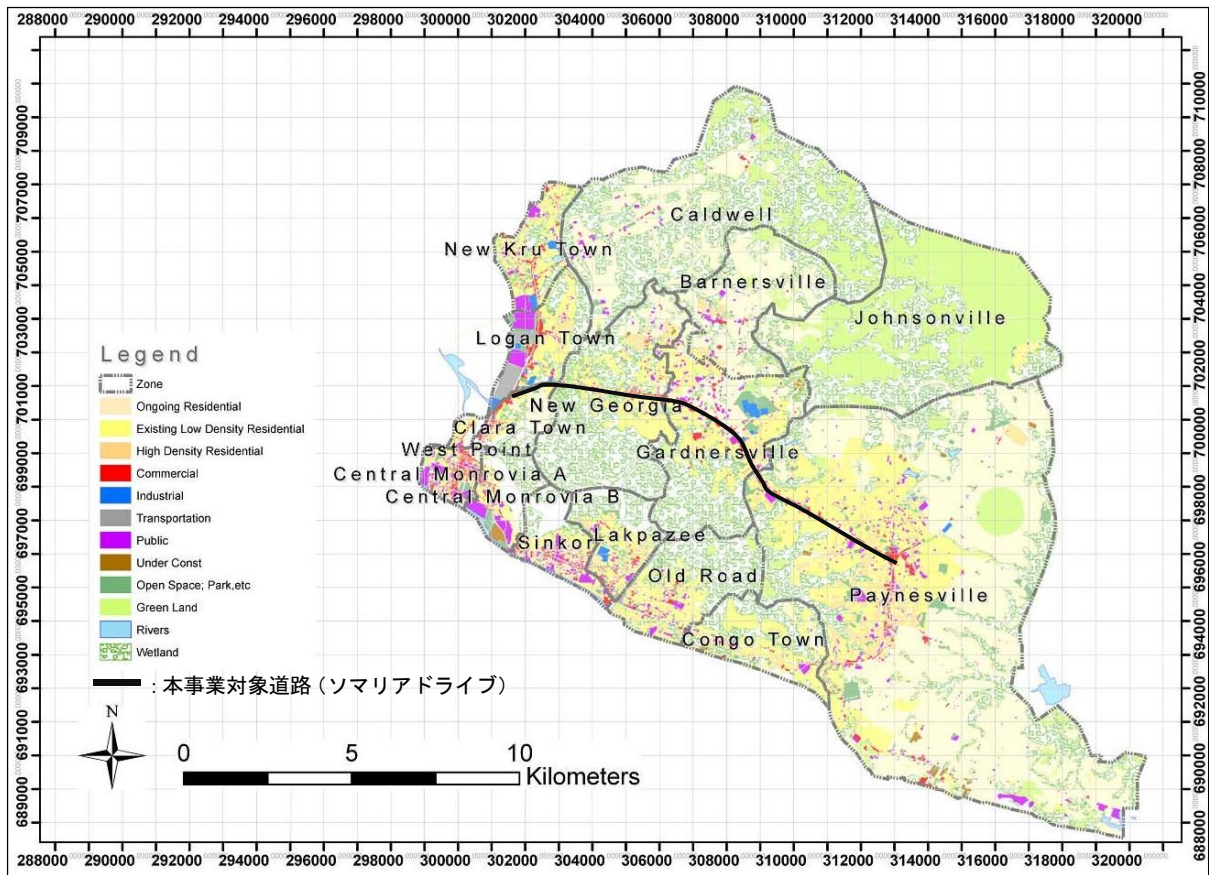 288000 290000 292000 294000 296000 298000 300000 302000 304000 306000 308000 310000 312000 314000 316000 318000 320000
709000
707000
705000
703000
701000
699000
697000
695000
693000
691000
689000
710000
708000
706000
704000
702000
700000
698000
696000
694000
692000
690000
688000
Caldwell
New Kru Town
Barnersville
Johnsonville
Logan Town
New Georgia
Clara Town
West Point
Gardnersville
Central Monrovia A
Central Monrovia B
Sinkor
Lakpazee
Old Road
Paynesville
Congo Town
Legend
Zone
Ongoing Residential
Existing Low Density Residential
High Density Residential
Commercial
Industrial
Transportation
Public
Under Const
Open Space; Park,etc
Green Land
Rivers
Wetland
: 本事業対象道路(ソマリアドライブ)
N
0 5 10
Kilometers
288000 290000 292000 294000 296000 298000 300000 302000 304000 306000 308000 310000 312000 314000 316000 318000 320000